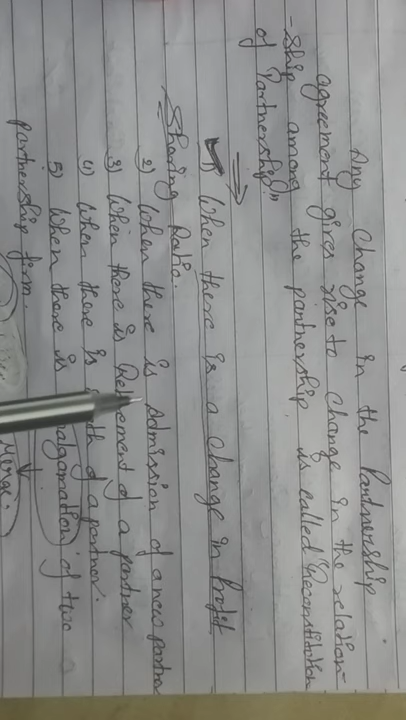 Any change in the Partnership
agreement gives rise to change in the relation-
-ship among the partnership is called "Reconstitution
of Partnership"
⇒
1) When there is a change in Profit
Sharing Ratio.
2) When there is Admission of a new partner
3) When there is Retirement of a partner
4) When there is death of a partner.
5) When there is amalgamation of two
partnership firm.
Merge.